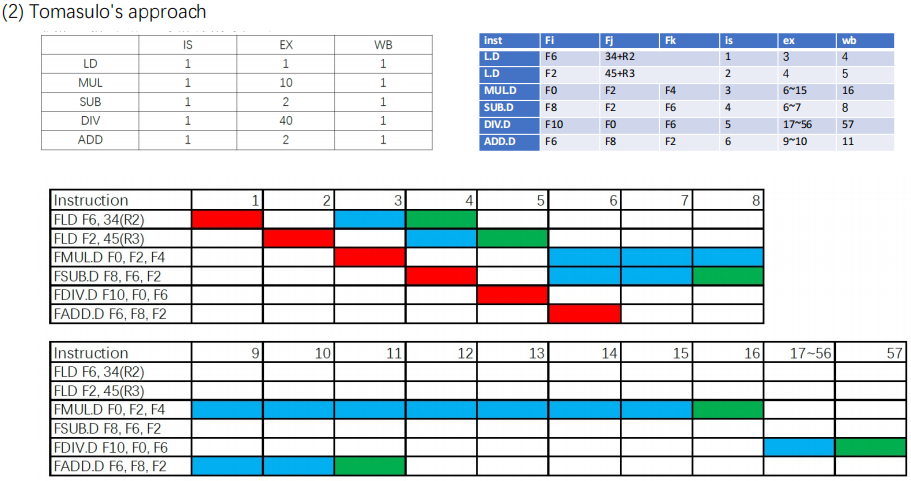 (2) Tomasulo's approach
IS EX WB
LD 1 1 1
MUL 1 10 1
SUB 1 2 1
DIV 1 40 1
ADD 1 2 1
inst Fi Fj Fk is ex wb
L.D F6 34+R2 1 3 4
L.D F2 45+R3 2 4 5
MUL.D F0 F2 F4 3 6~15 16
SUB.D F8 F2 F6 4 6~7 8
DIV.D F10 F0 F6 5 17~56 57
ADD.D F6 F8 F2 6 9~10 11
Instruction 1 2 3 4 5 6 7 8
FLD F6, 34(R2)
FLD F2, 45(R3)
FMUL.D F0, F2, F4
FSUB.D F8, F6, F2
FDIV.D F10, F0, F6
FADD.D F6, F8, F2
Instruction 9 10 11 12 13 14 15 16 17~56 57
FLD F6, 34(R2)
FLD F2, 45(R3)
FMUL.D F0, F2, F4
FSUB.D F8, F6, F2
FDIV.D F10, F0, F6
FADD.D F6, F8, F2